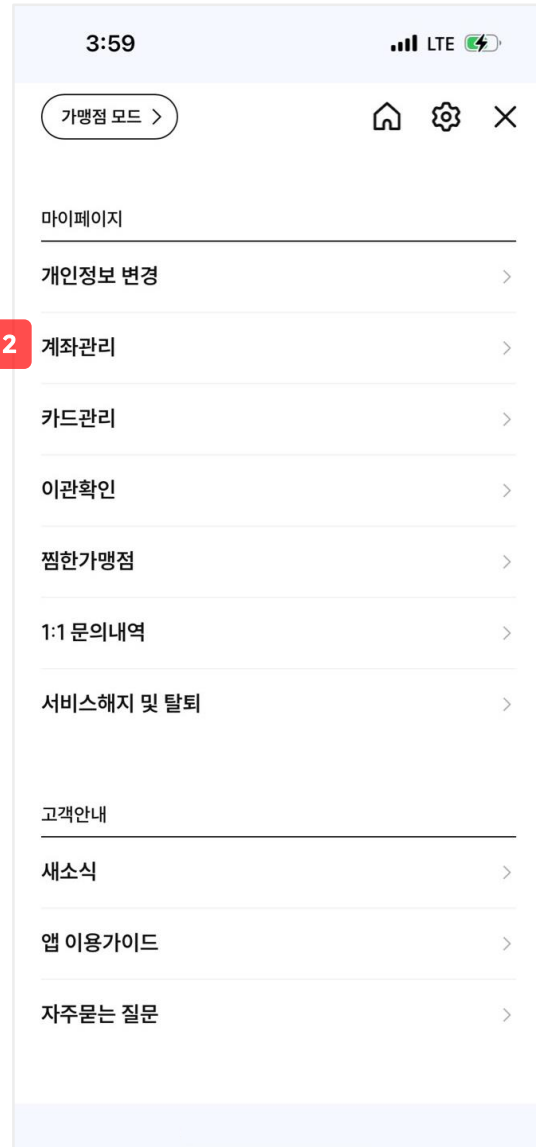 3:59 LTE
가맹점 모드
마이페이지
개인정보 변경
2 계좌관리
카드관리
이관확인
찜한가맹점
1:1 문의내역
서비스해지 및 탈퇴
고객안내
새소식
앱 이용가이드
자주묻는 질문